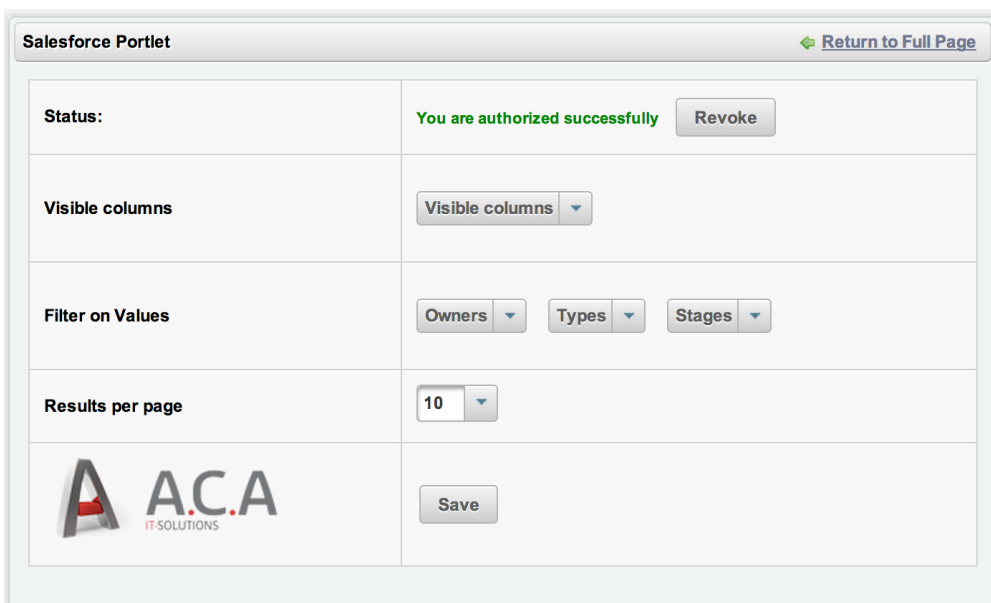 Salesforce Portlet
Return to Full Page
Status:
You are authorized successfully
Revoke
Visible columns
Visible columns
Filter on Values
Owners
Types
Stages
Results per page
10
A.C.A
IT-SOLUTIONS
Save